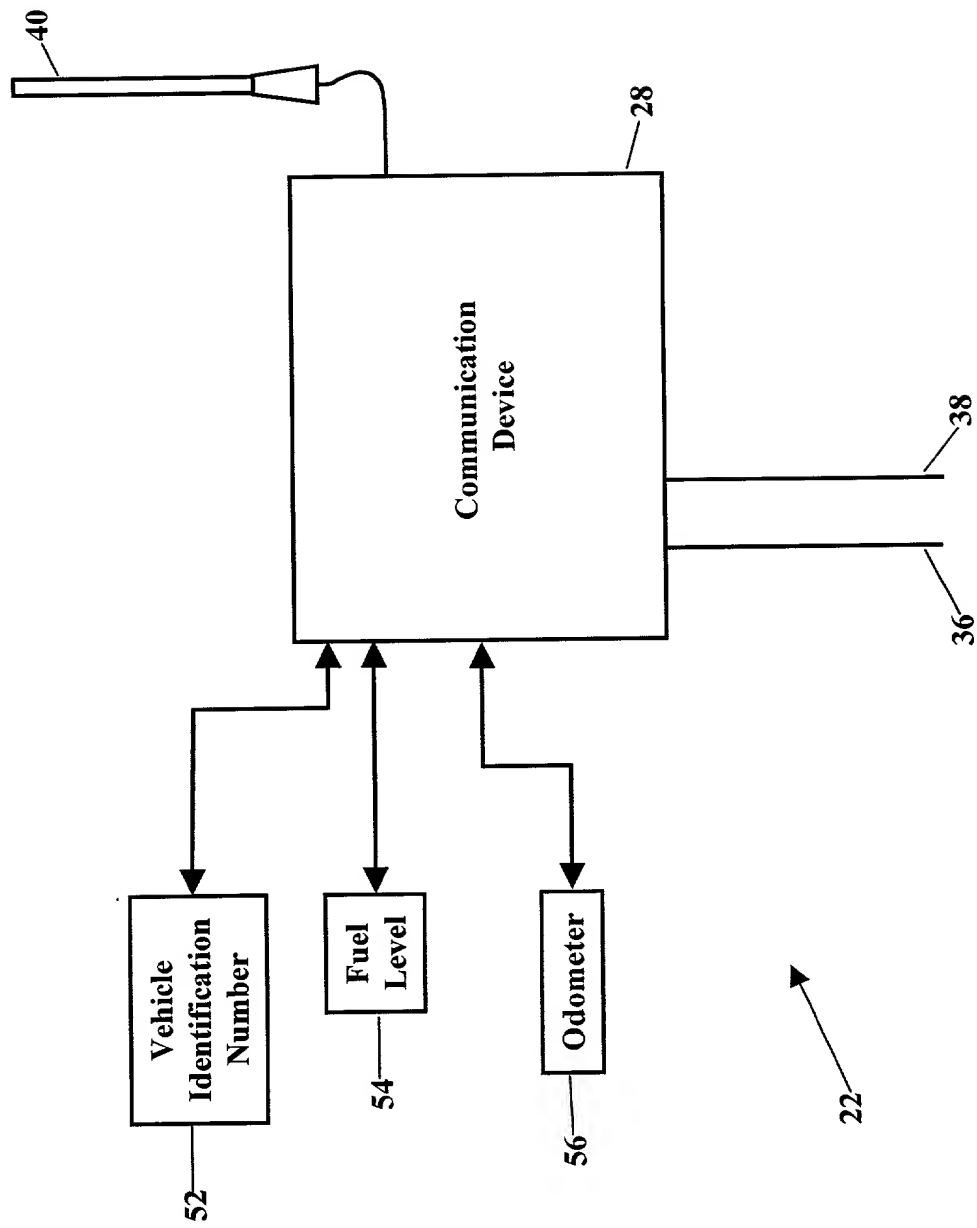 40
28
Communication
Device
38
36
Vehicle
Identification
Number
52
Fuel
Level
54
Odometer
56
22